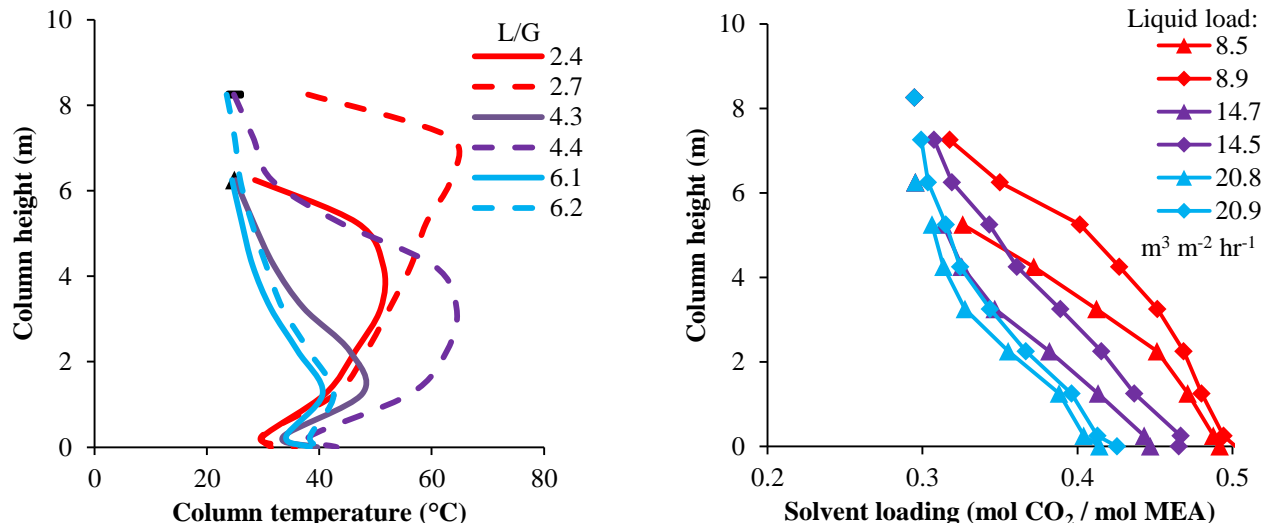 10
8
6
4
2
0
Column height (m)
0 20 40 60 80
Column temperature (°C)
L/G
2.4
2.7
4.3
4.4
6.1
6.2
10
8
6
4
2
0
Column height (m)
0.2 0.3 0.4 0.5
Solvent loading (mol CO₂ / mol MEA)
Liquid load:
8.5
8.9
14.7
14.5
20.8
20.9
m³ m⁻² hr⁻¹